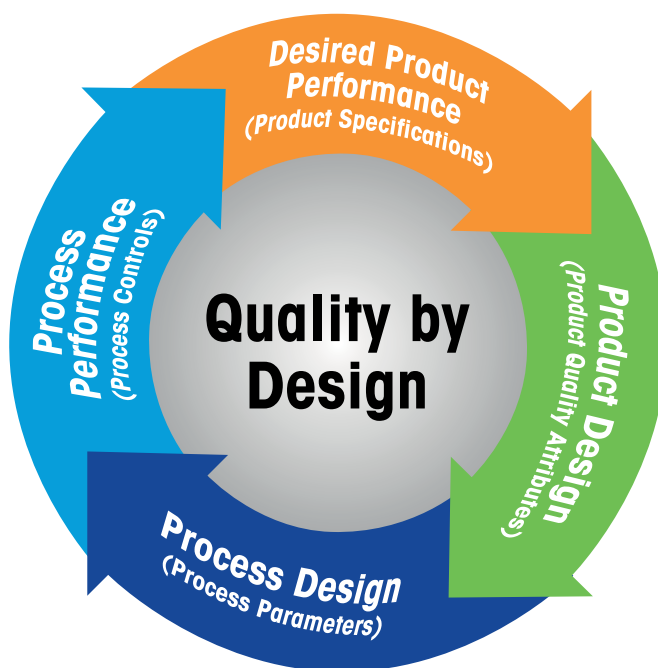 Desired Product
Performance
(Product Specifications)
Product Design
(Product Quality Attributes)
Process Design
(Process Parameters)
Process
Performance
(Process Controls)
Quality by
Design